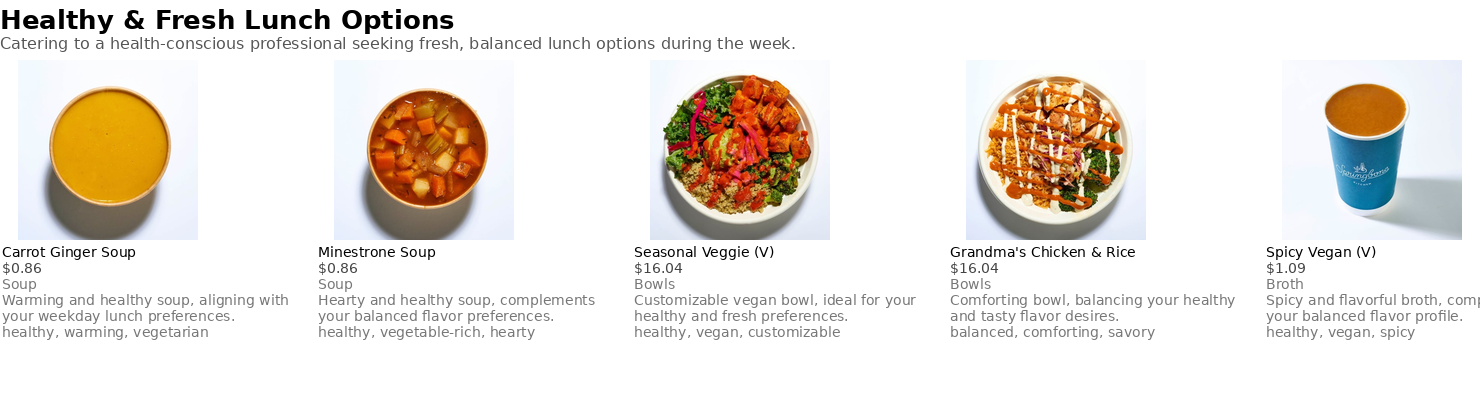 Healthy & Fresh Lunch Options
Catering to a health-conscious professional seeking fresh, balanced lunch options during the week.
Carrot Ginger Soup
$0.86
Soup
Warming and healthy soup, aligning with
your weekday lunch preferences.
healthy, warming, vegetarian
Minestrone Soup
$0.86
Soup
Hearty and healthy soup, complements
your balanced flavor preferences.
healthy, vegetable-rich, hearty
Seasonal Veggie (V)
$16.04
Bowls
Customizable vegan bowl, ideal for your
healthy and fresh preferences.
healthy, vegan, customizable
Grandma's Chicken & Rice
$16.04
Bowls
Comforting bowl, balancing your healthy
and tasty flavor desires.
balanced, comforting, savory
Springbone
KITCHEN
Spicy Vegan (V)
$1.09
Broth
Spicy and flavorful broth,
your balanced flavor profile.
healthy, vegan, spicy